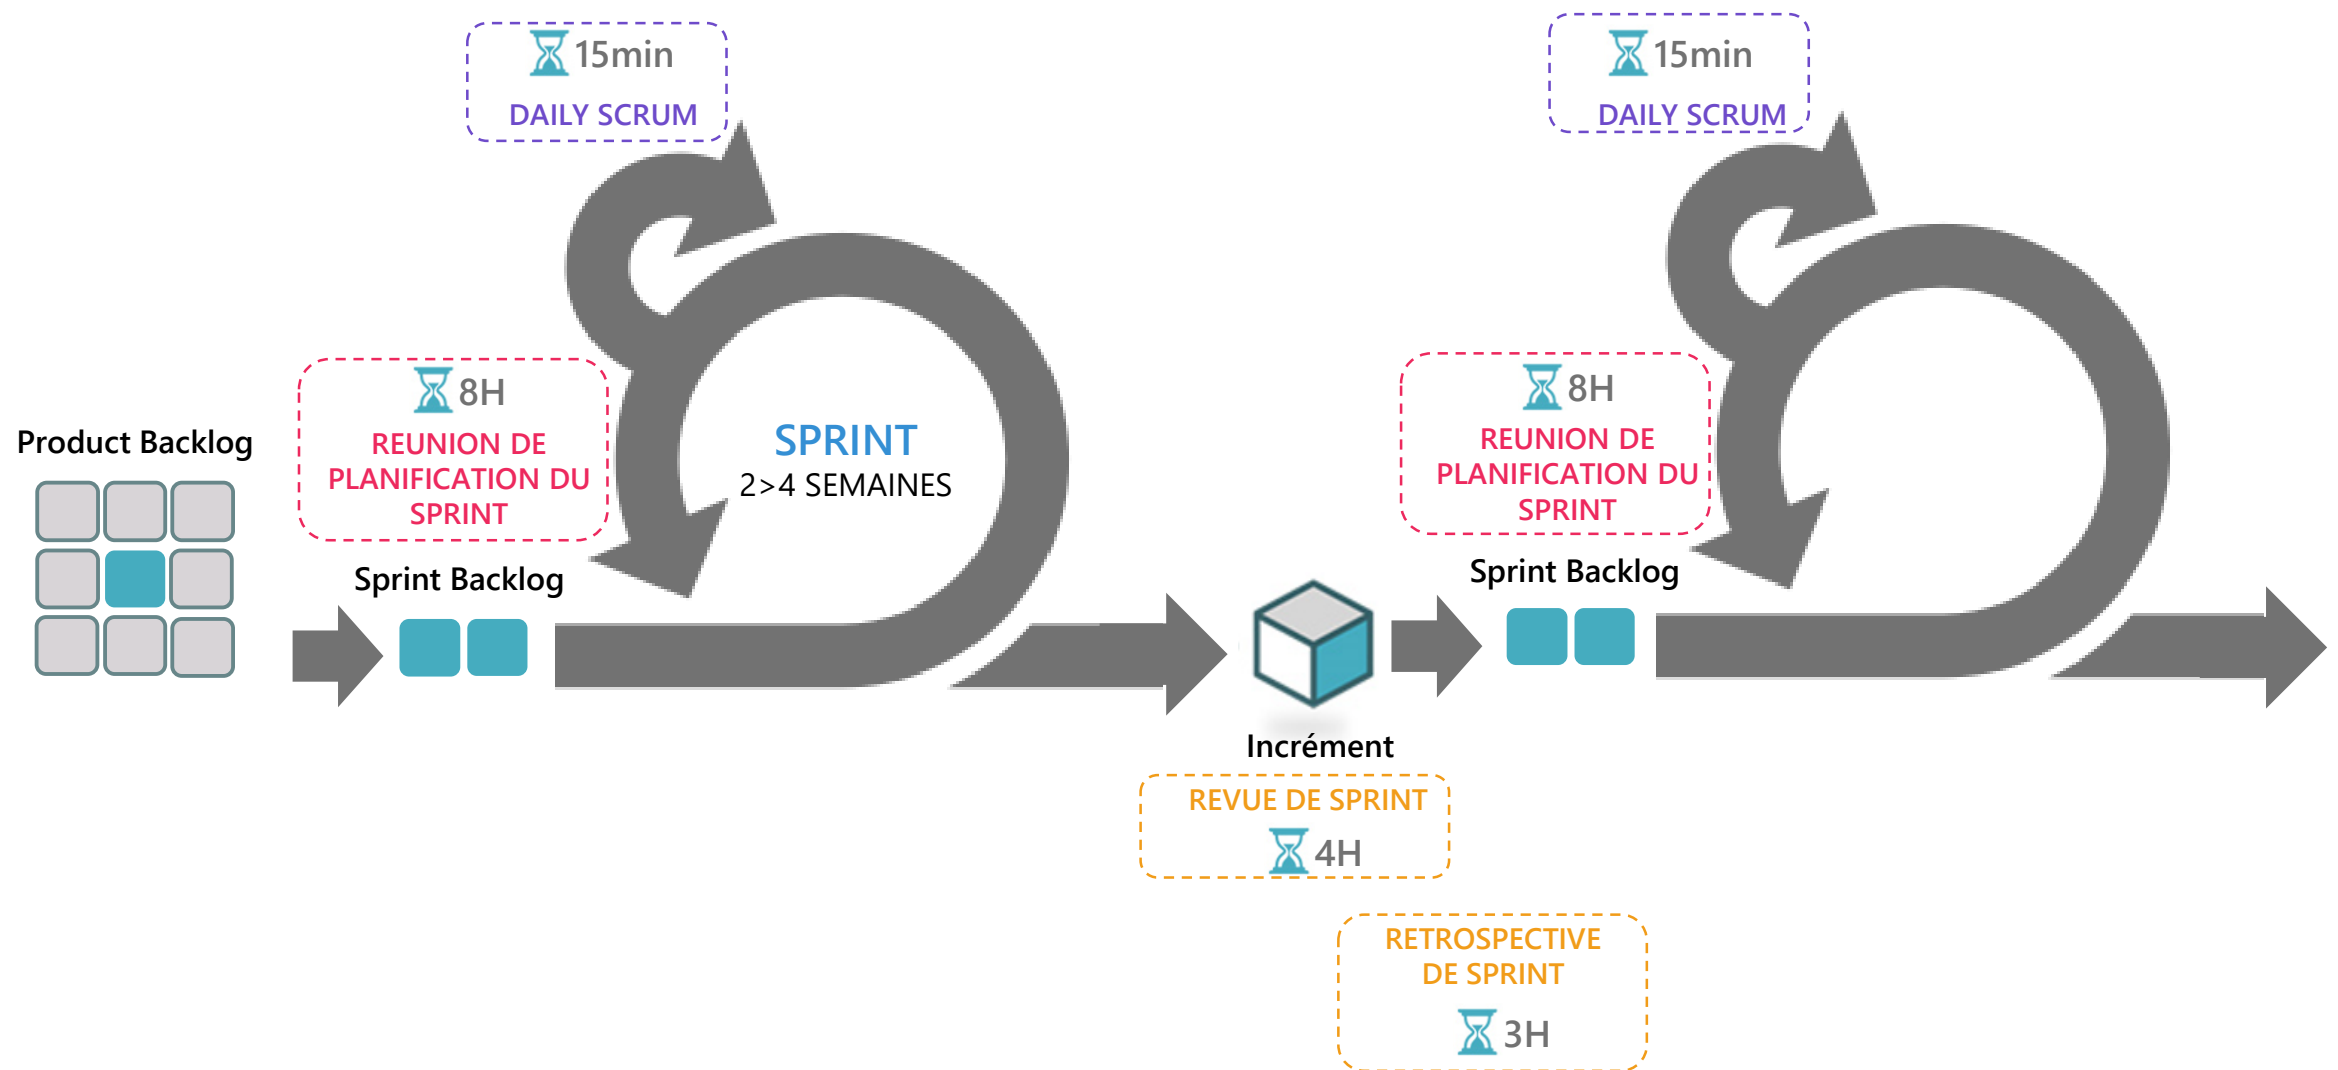 15min
DAILY SCRUM
8H
REUNION DE
PLANIFICATION DU
SPRINT
Product Backlog
SPRINT
2>4 SEMAINES
Sprint Backlog
Incrément
REVUE DE SPRINT
4H
RETROSPECTIVE
DE SPRINT
3H
15min
DAILY SCRUM
8H
REUNION DE
PLANIFICATION DU
SPRINT
Sprint Backlog